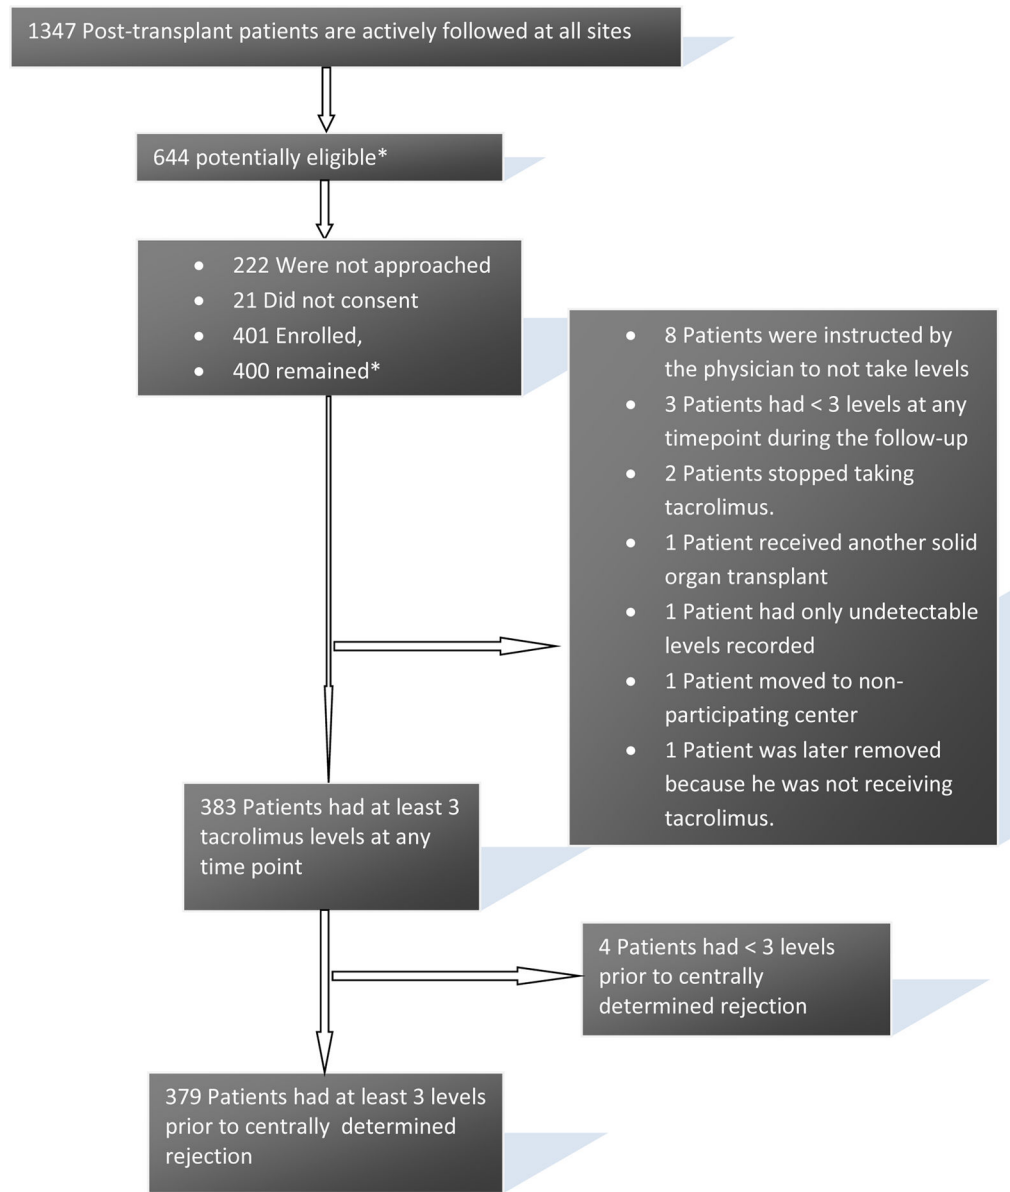 1347 Post-transplant patients are actively followed at all sites
644 potentially eligible*
• 222 Were not approached
• 21 Did not consent
• 401 Enrolled,
• 400 remained*
• 8 Patients were instructed by
the physician to not take levels
• 3 Patients had < 3 levels at any
timepoint during the follow-up
• 2 Patients stopped taking
tacrolimus.
• 1 Patient received another solid
organ transplant
• 1 Patient had only undetectable
levels recorded
• 1 Patient moved to non-
participating center
• 1 Patient was later removed
because he was not receiving
tacrolimus.
383 Patients had at least 3
tacrolimus levels at any
time point
4 Patients had < 3 levels
prior to centrally
determined rejection
379 Patients had at least 3 levels
prior to centrally  determined
rejection